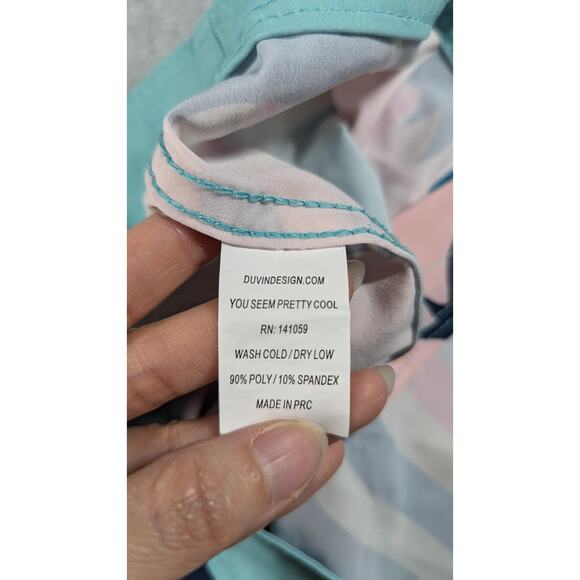 DUVINDESIGN.COM
YOU SEEM PRETTY COOL
RN: 141059
WASH COLD / DRY LOW
90% POLY / 10% SPANDEX
MADE IN PRC